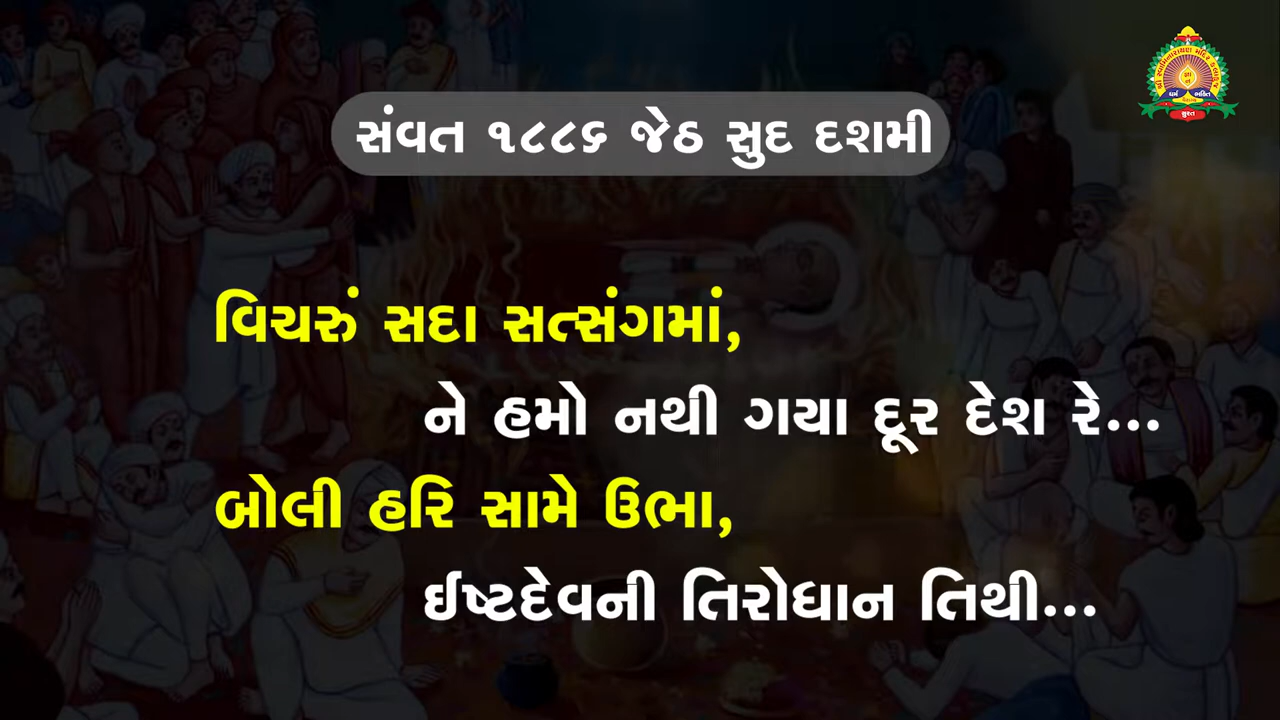 સંવત ૧૮૮૬ જેઠ સુદ દશમી
વિચરું સદા સત્સંગમાં,
ને હમો નથી ગયા દૂર દેશ રે...
બોલી હરિ સામે ઉભા,
ઈષ્ટદેવની તિરોધાન તિથી...